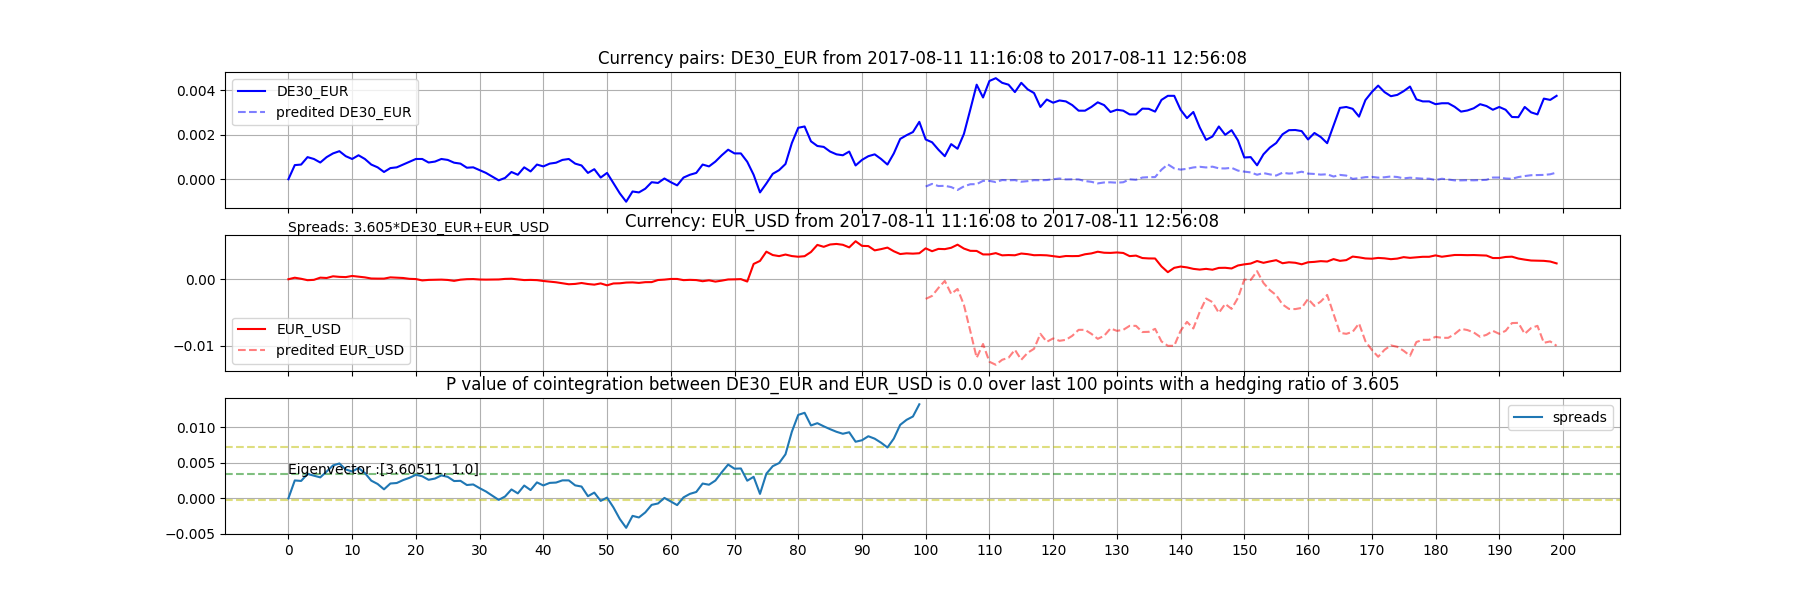 Currency pairs: DE30_EUR from 2017-08-11 11:16:08 to 2017-08-11 12:56:08
0.004
0.002
0.000
DE30_EUR
predited DE30_EUR
Spreads: 3.605*DE30_EUR+EUR_USD
Currency: EUR_USD from 2017-08-11 11:16:08 to 2017-08-11 12:56:08
0.00
−0.01
EUR_USD
predited EUR_USD
P value of cointegration between DE30_EUR and EUR_USD is 0.0 over last 100 points with a hedging ratio of 3.605
0.010
0.005
0.000
−0.005
spreads
Eigenvector :[3.60511, 1.0]
0 10 20 30 40 50 60 70 80 90 100 110 120 130 140 150 160 170 180 190 200